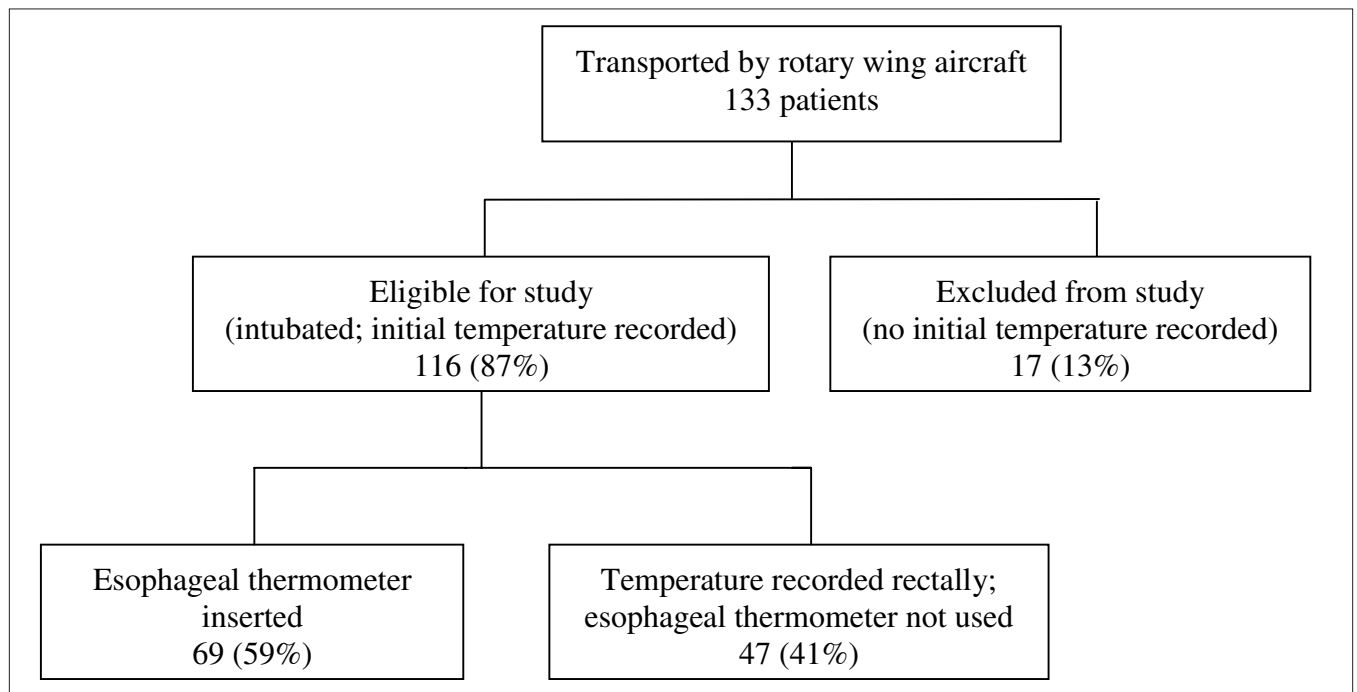 Transported by rotary wing aircraft
133 patients
Eligible for study
(intubated; initial temperature recorded)
116 (87%)
Excluded from study
(no initial temperature recorded)
17 (13%)
Esophageal thermometer
inserted
69 (59%)
Temperature recorded rectally;
esophageal thermometer not used
47 (41%)